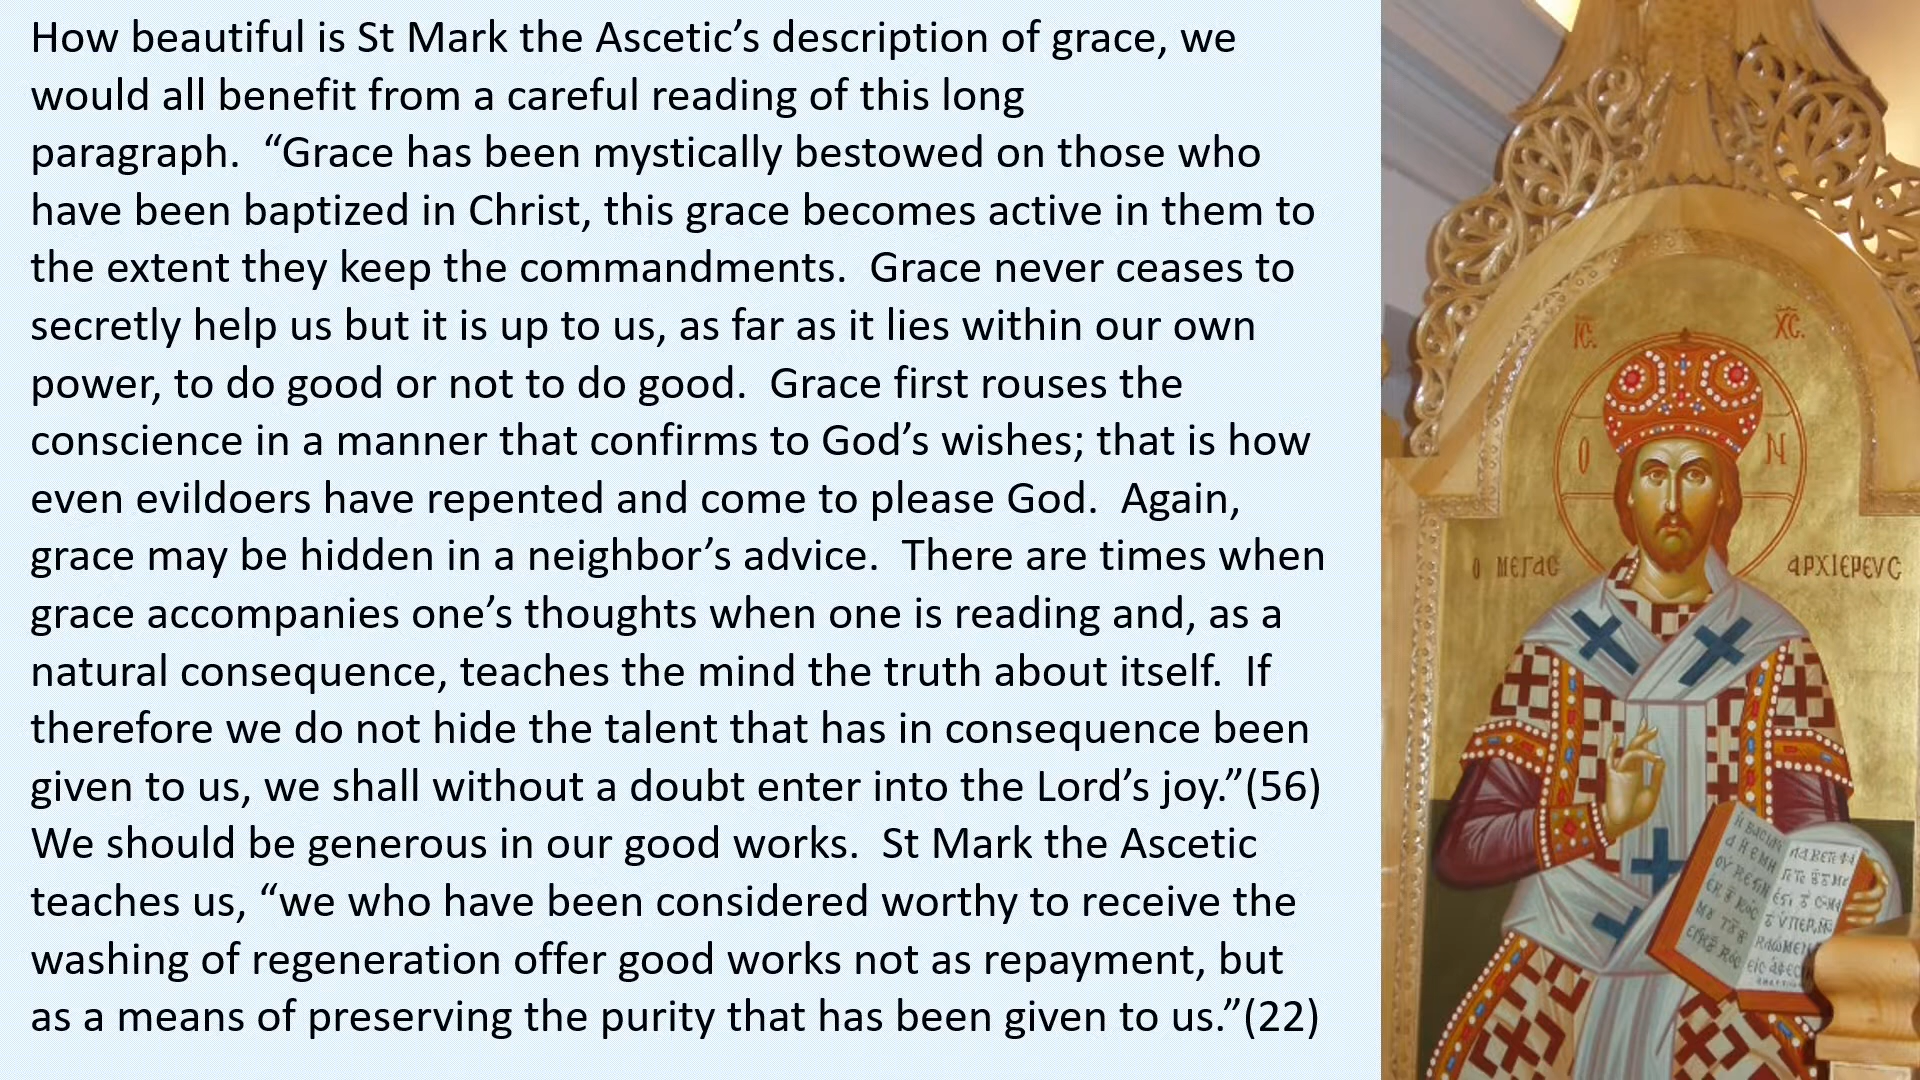 How beautiful is St Mark the Ascetic’s description of grace, we
would all benefit from a careful reading of this long
paragraph.  “Grace has been mystically bestowed on those who
have been baptized in Christ, this grace becomes active in them to
the extent they keep the commandments.  Grace never ceases to
secretly help us but it is up to us, as far as it lies within our own
power, to do good or not to do good.  Grace first rouses the
conscience in a manner that confirms to God’s wishes; that is how
even evildoers have repented and come to please God.  Again,
grace may be hidden in a neighbor’s advice.  There are times when
grace accompanies one’s thoughts when one is reading and, as a
natural consequence, teaches the mind the truth about itself.  If
therefore we do not hide the talent that has in consequence been
given to us, we shall without a doubt enter into the Lord’s joy.”(56)
We should be generous in our good works.  St Mark the Ascetic
teaches us, “we who have been considered worthy to receive the
washing of regeneration offer good works not as repayment, but
as a means of preserving the purity that has been given to us.”(22)
ΙC. ΧC.
Ο Ν
Ο ΜΕΓΑC ΑΡΧΙΕΡΕΥC